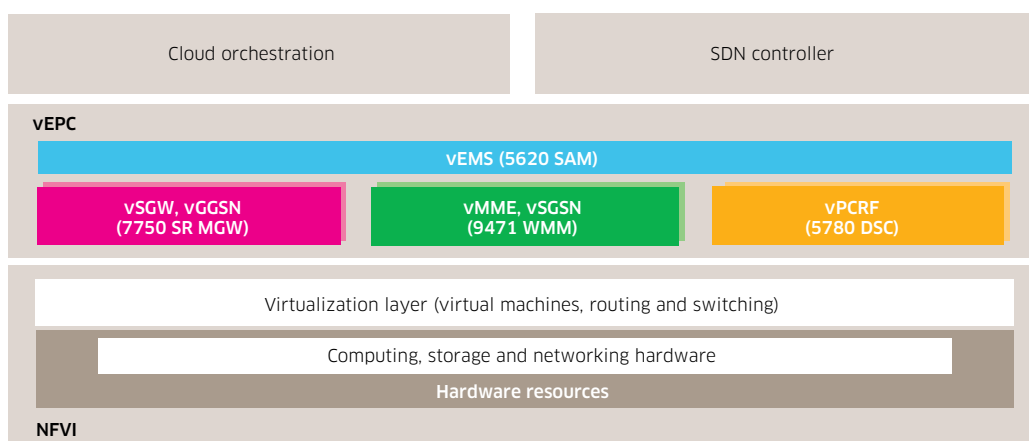 Cloud orchestration
SDN controller
vEPC
vEMS (5620 SAM)
vSGW, vGGSN
(7750 SR MGW)
vMME, vSGSN
(9471 WMM)
vPCRF
(5780 DSC)
Virtualization layer (virtual machines, routing and switching)
Computing, storage and networking hardware
Hardware resources
NFVI